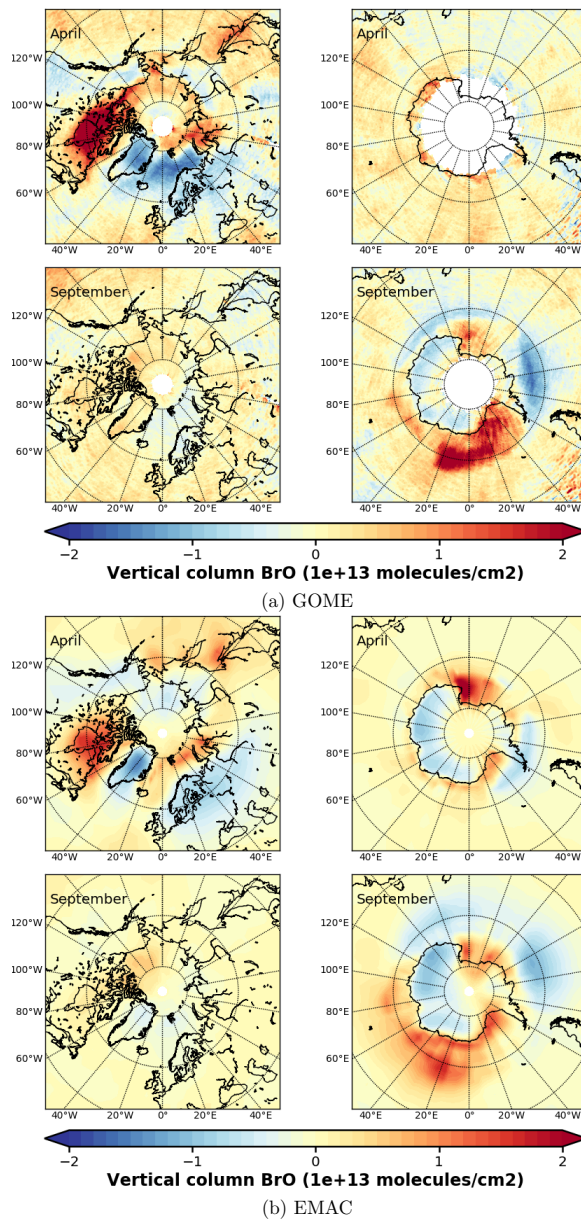 April
120°W
100°W
80°W
60°W
40°W 20°W 0° 20°E 40°E
April
120°E
100°E
80°E
60°E
40°E 20°E 0° 20°W 40°W
September
120°W
100°W
80°W
60°W
40°W 20°W 0° 20°E 40°E
September
120°E
100°E
80°E
60°E
40°E 20°E 0° 20°W 40°W
−2 −1 0 1 2
Vertical column BrO (1e+13 molecules/cm2)
(a) GOME
April
120°W
100°W
80°W
60°W
40°W 20°W 0° 20°E 40°E
April
120°E
100°E
80°E
60°E
40°E 20°E 0° 20°W 40°W
September
120°W
100°W
80°W
60°W
40°W 20°W 0° 20°E 40°E
September
120°E
100°E
80°E
60°E
40°E 20°E 0° 20°W 40°W
−2 −1 0 1 2
Vertical column BrO (1e+13 molecules/cm2)
(b) EMAC